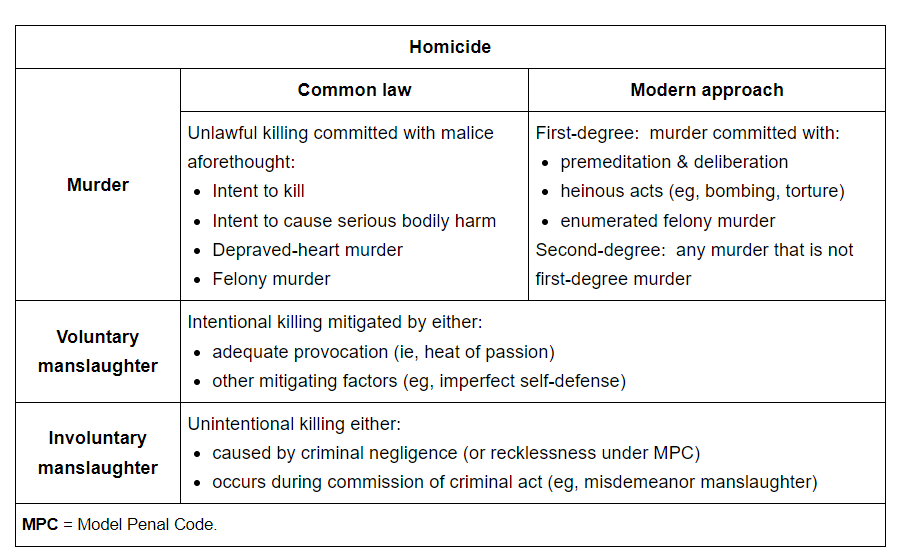 Homicide
Common law
Modern approach
Murder
Unlawful killing committed with malice
aforethought:
• Intent to kill
• Intent to cause serious bodily harm
• Depraved-heart murder
• Felony murder
First-degree: murder committed with:
• premeditation & deliberation
• heinous acts (eg, bombing, torture)
• enumerated felony murder
Second-degree: any murder that is not
first-degree murder
Voluntary
manslaughter
Intentional killing mitigated by either:
• adequate provocation (ie, heat of passion)
• other mitigating factors (eg, imperfect self-defense)
Involuntary
manslaughter
Unintentional killing either:
• caused by criminal negligence (or recklessness under MPC)
• occurs during commission of criminal act (eg, misdemeanor manslaughter)
MPC = Model Penal Code.